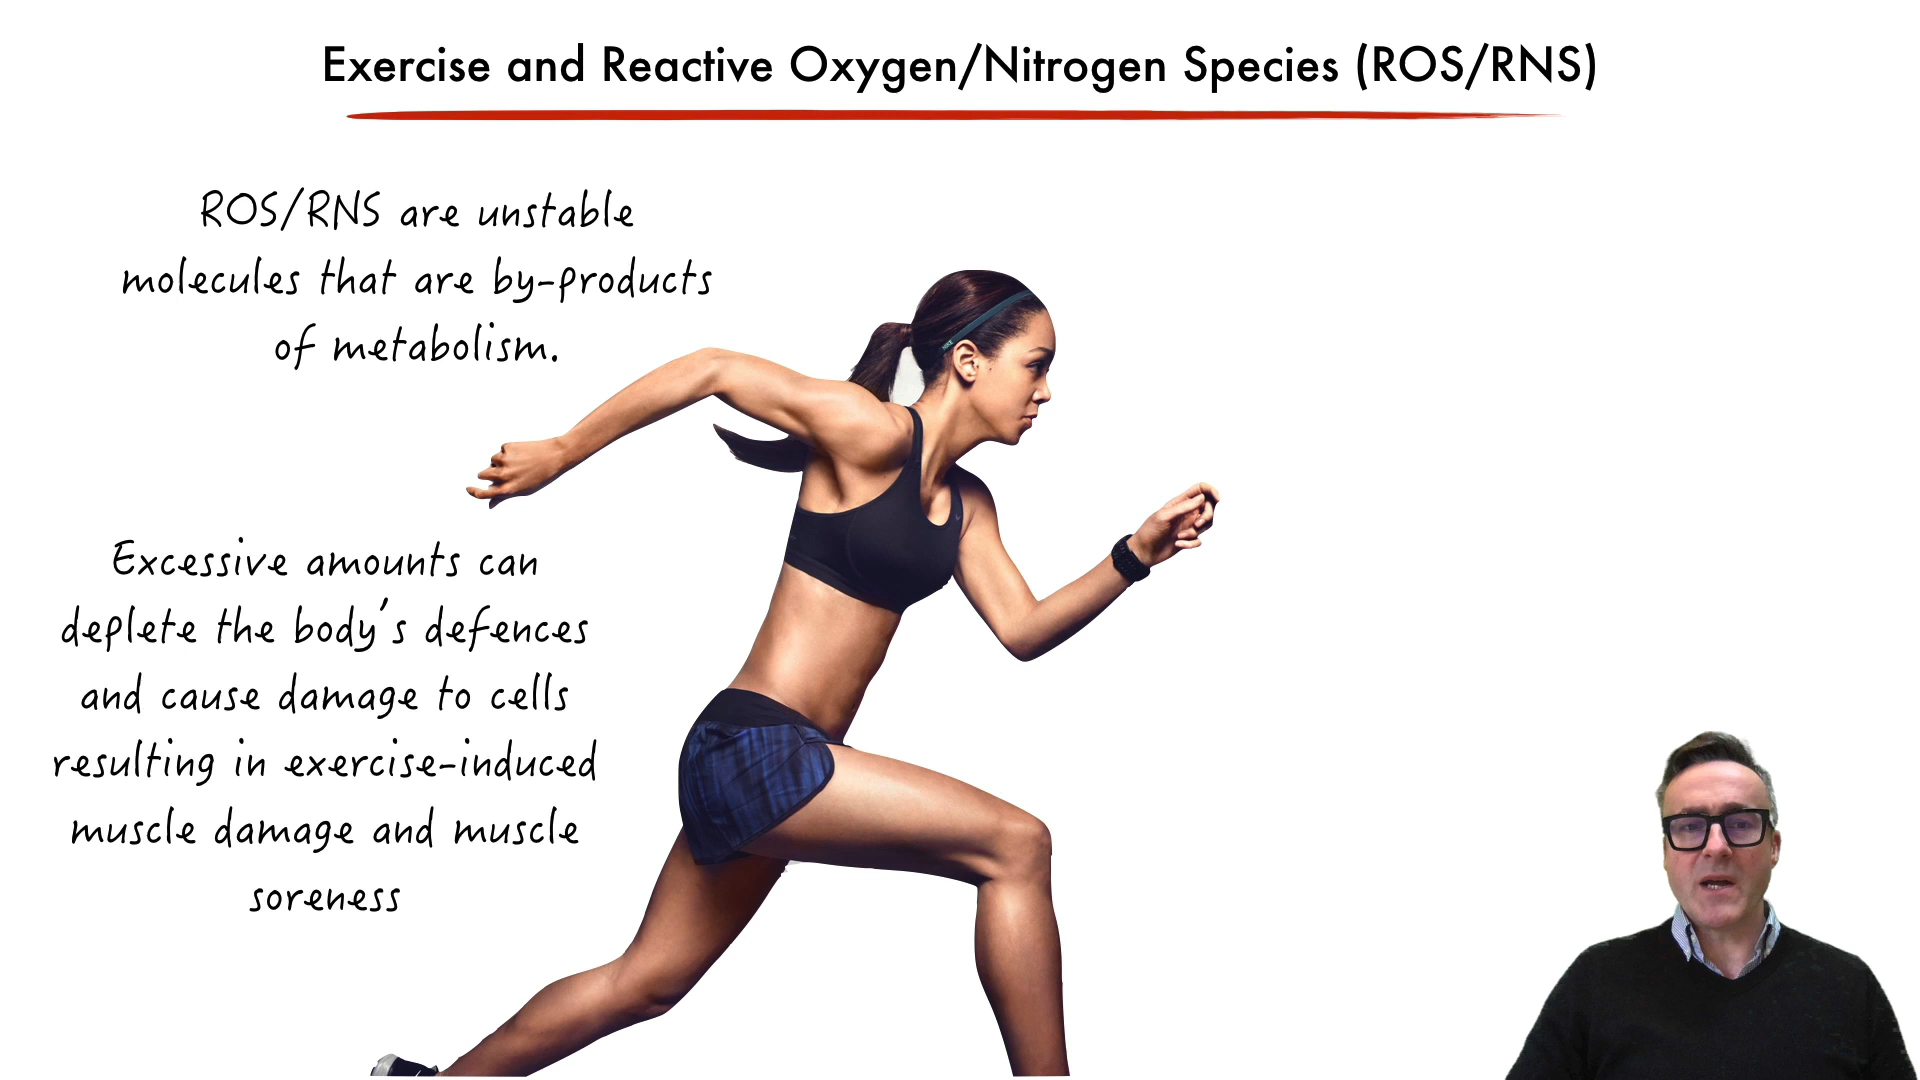 Exercise and Reactive Oxygen/Nitrogen Species (ROS/RNS)
ROS/RNS are unstable
molecules that are by-products
of metabolism.
Excessive amounts can
deplete the body's defences
and cause damage to cells
resulting in exercise-induced
muscle damage and muscle
soreness
NIKE